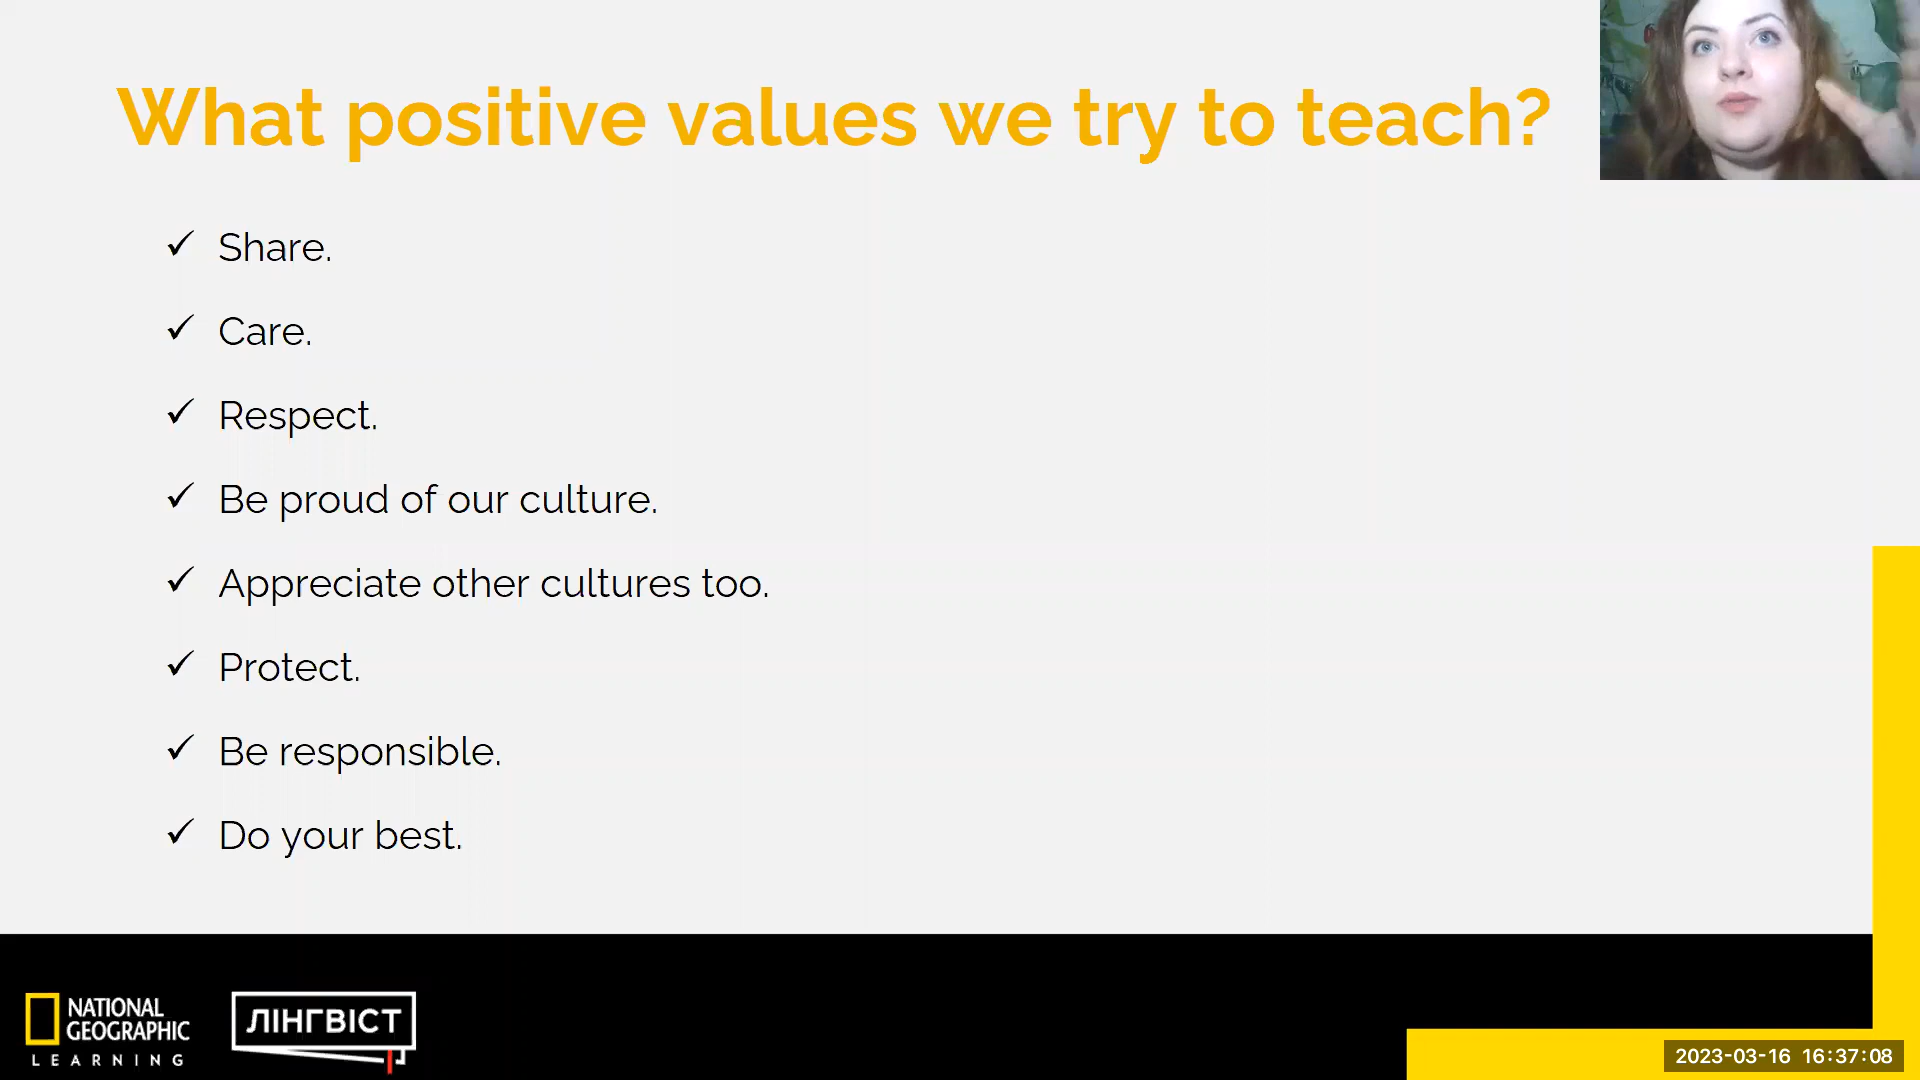 What positive values we try to teach?
✓ Share.
✓ Care.
✓ Respect.
✓ Be proud of our culture.
✓ Appreciate other cultures too.
✓ Protect.
✓ Be responsible.
✓ Do your best.
NATIONAL
GEOGRAPHIC
LEARNING
ЛІНГВІСТ
2023-03-16 16:37:08